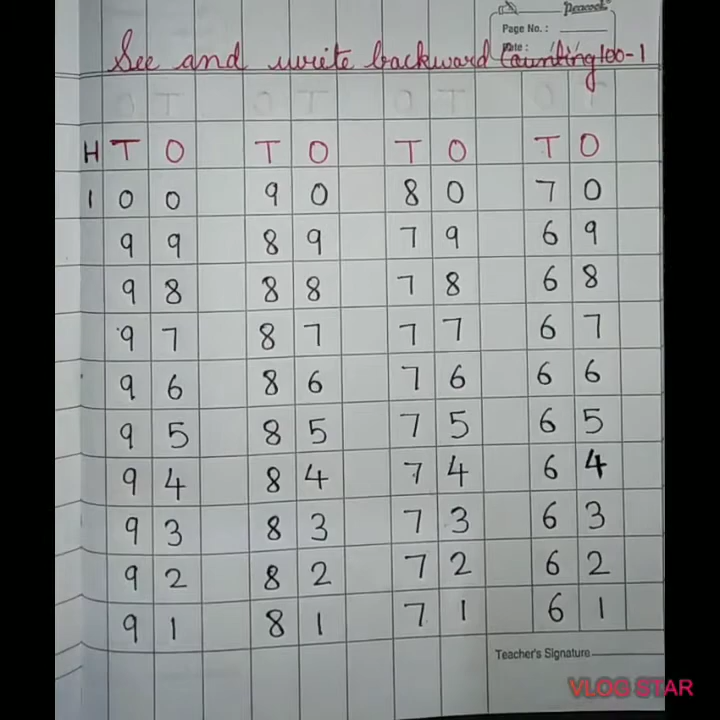 Peacock
Page No.:
Date:
See and write backward Counting 100-1
H T O T O T O T O
1 0 0 9 0 8 0 7 0
9 9 8 9 7 9 6 9
9 8 8 8 7 8 6 8
9 7 8 7 7 7 6 7
9 6 8 6 7 6 6 6
9 5 8 5 7 5 6 5
9 4 8 4 7 4 6 4
9 3 8 3 7 3 6 3
9 2 8 2 7 2 6 2
9 1 8 1 7 1 6 1
Teacher's Signature
VLOG STAR